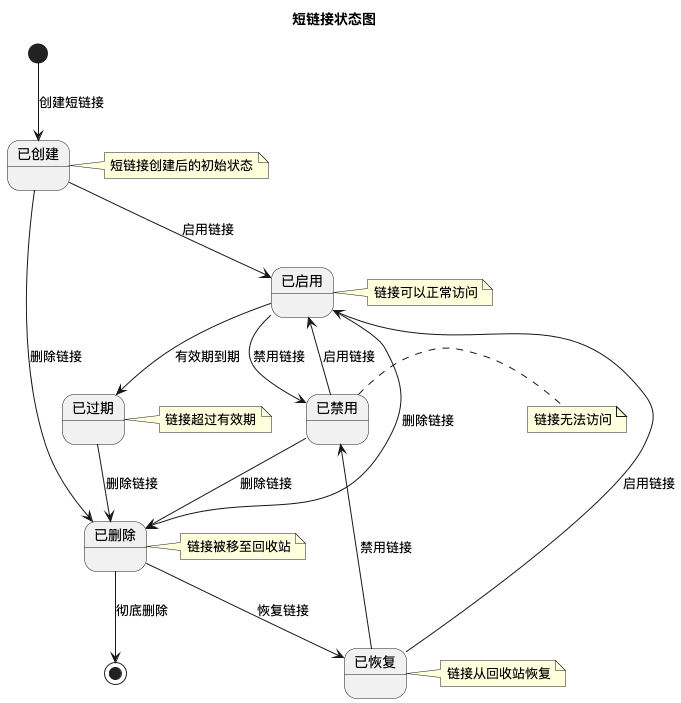 短链接状态图
创建短链接
已创建
短链接创建后的初始状态
启用链接
已启用
链接可以正常访问
删除链接
有效期到期
禁用链接
启用链接
已过期
链接超过有效期
已禁用
删除链接
链接无法访问
删除链接
删除链接
启用链接
已删除
链接被移至回收站
禁用链接
彻底删除
恢复链接
已恢复
链接从回收站恢复